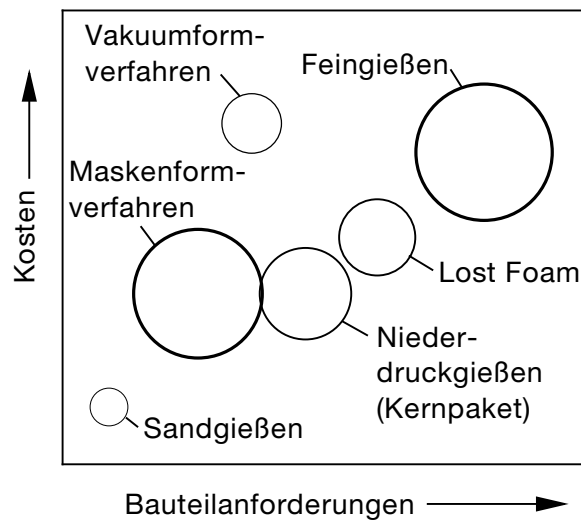 Vakuumform-
verfahren
Feingießen
Maskenform-
verfahren
Kosten
Lost Foam
Nieder-
druckgießen
(Kernpaket)
Sandgießen
Bauteilanforderungen